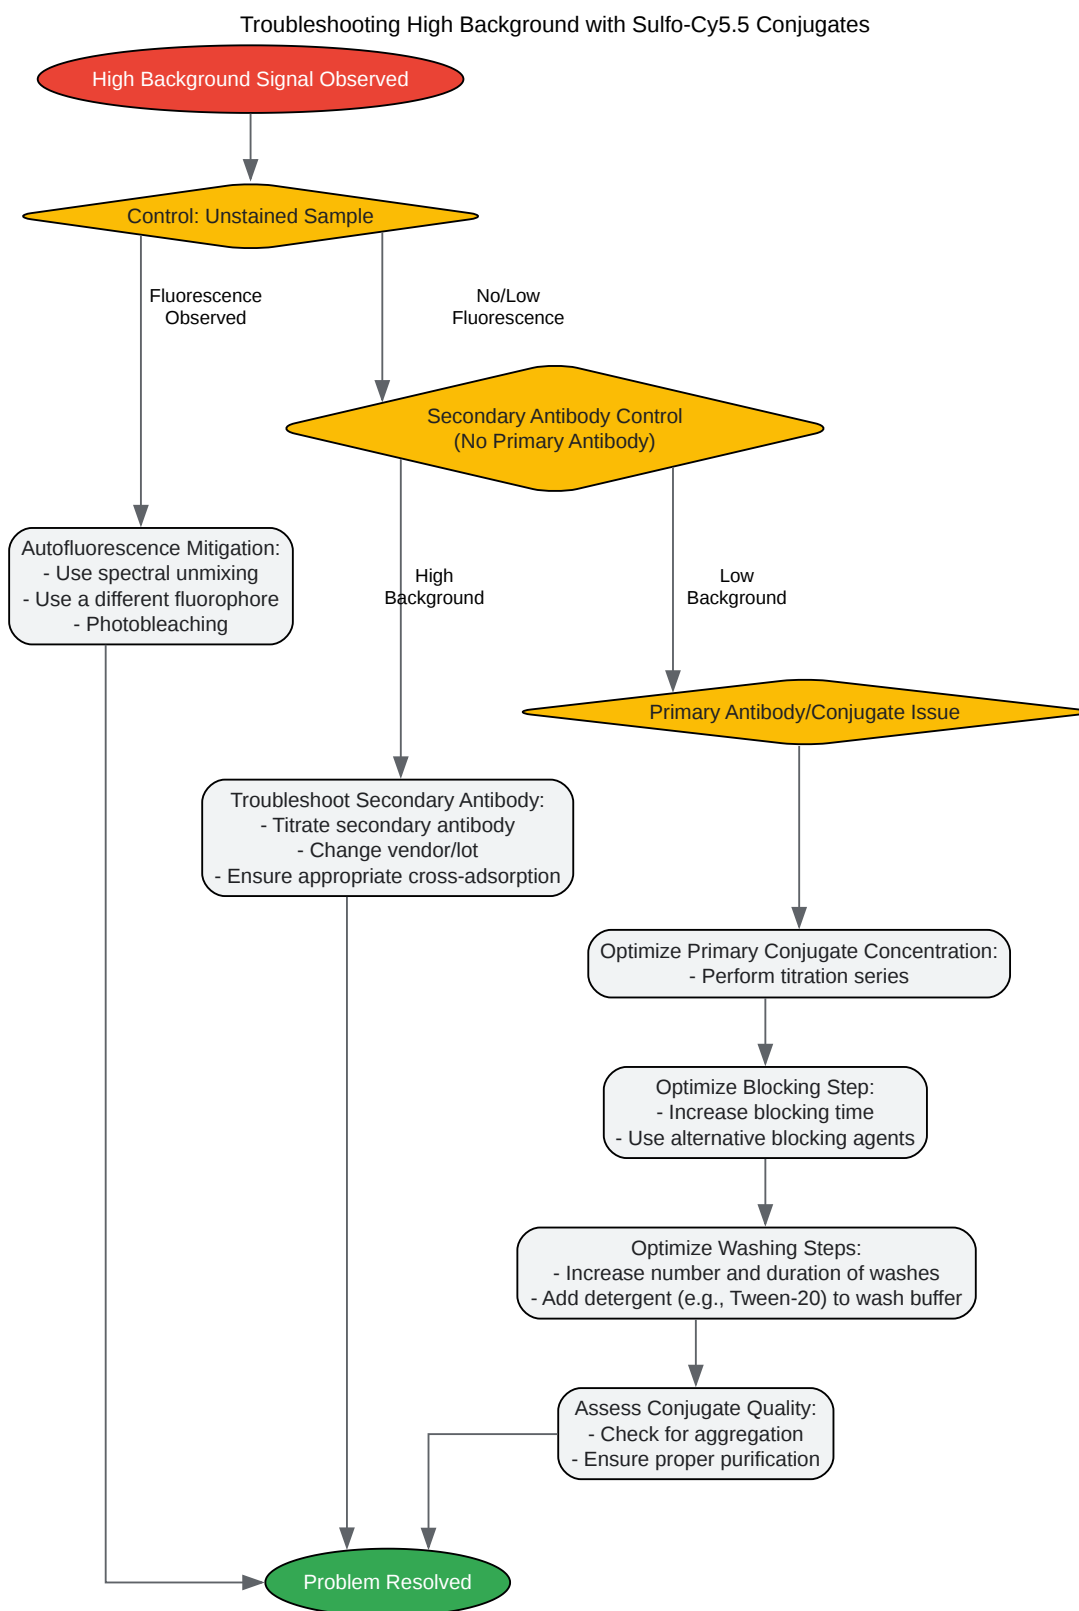 Troubleshooting High Background with Sulfo-Cy5.5 Conjugates
High Background Signal Observed
Control: Unstained Sample
Fluorescence
Observed
No/Low
Fluorescence
Secondary Antibody Control
(No Primary Antibody)
Autofluorescence Mitigation:
- Use spectral unmixing
- Use a different fluorophore
- Photobleaching
High
Background
Low
Background
Primary Antibody/Conjugate Issue
Troubleshoot Secondary Antibody:
- Titrate secondary antibody
- Change vendor/lot
- Ensure appropriate cross-adsorption
Optimize Primary Conjugate Concentration:
- Perform titration series
Optimize Blocking Step:
- Increase blocking time
- Use alternative blocking agents
Optimize Washing Steps:
- Increase number and duration of washes
- Add detergent (e.g., Tween-20) to wash buffer
Assess Conjugate Quality:
- Check for aggregation
- Ensure proper purification
Problem Resolved